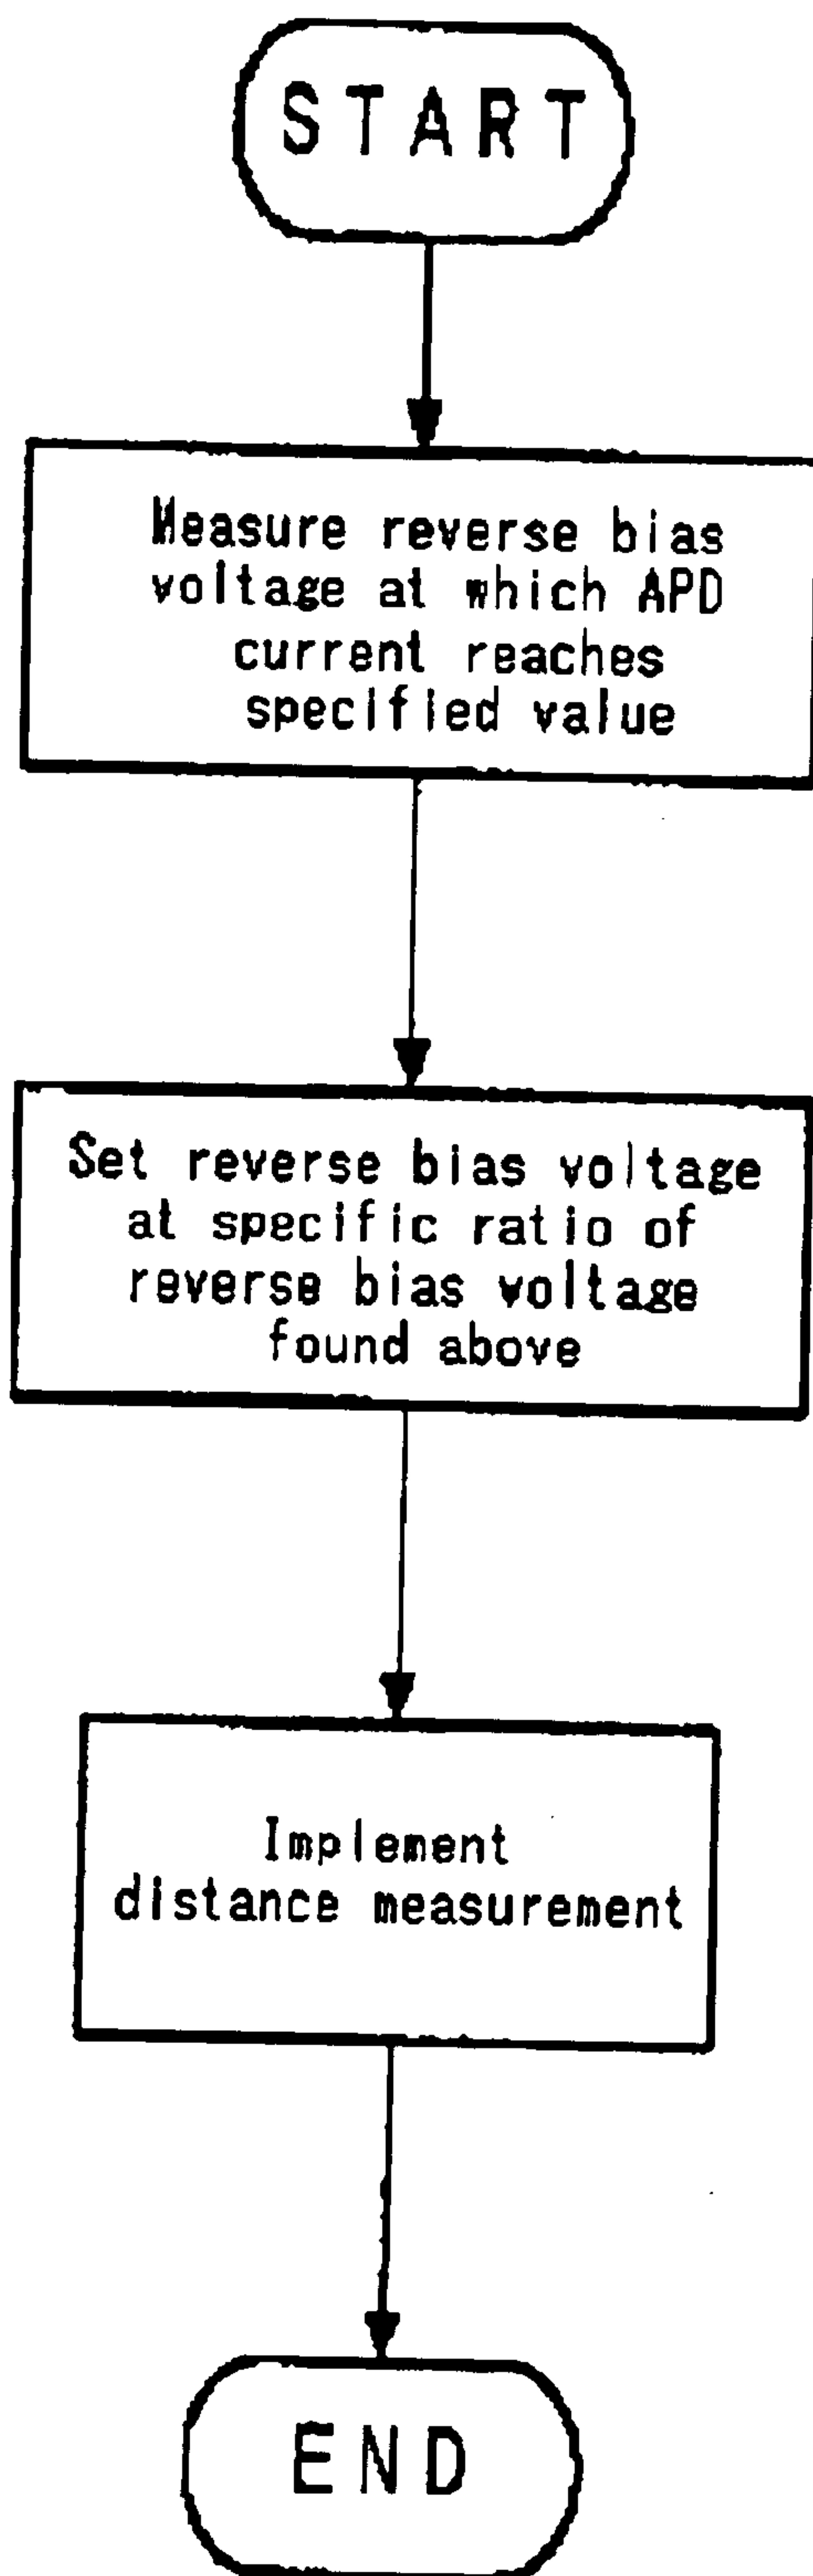 START
Measure reverse bias
voltage at which APD
current reaches
specified value
Set reverse bias voltage
at specific ratio of
reverse bias voltage
found above
Implement
distance measurement
END